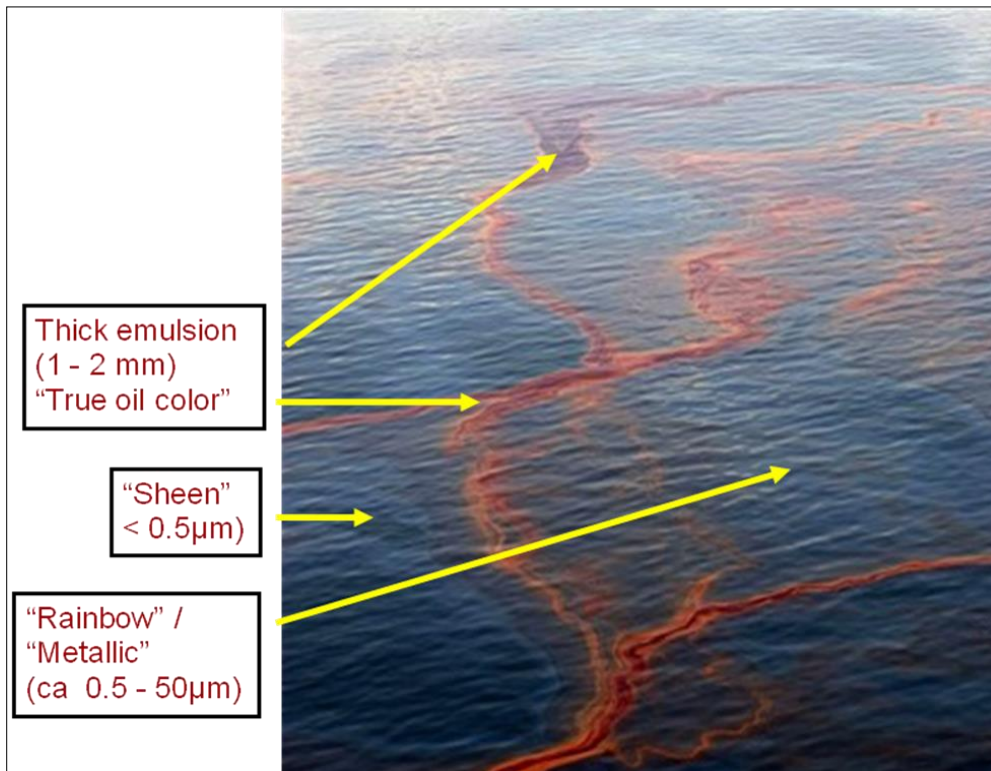 Thick emulsion
(1 - 2 mm)
“True oil color”
“Sheen”
< 0.5µm)
“Rainbow” /
“Metallic”
(ca  0.5 - 50µm)